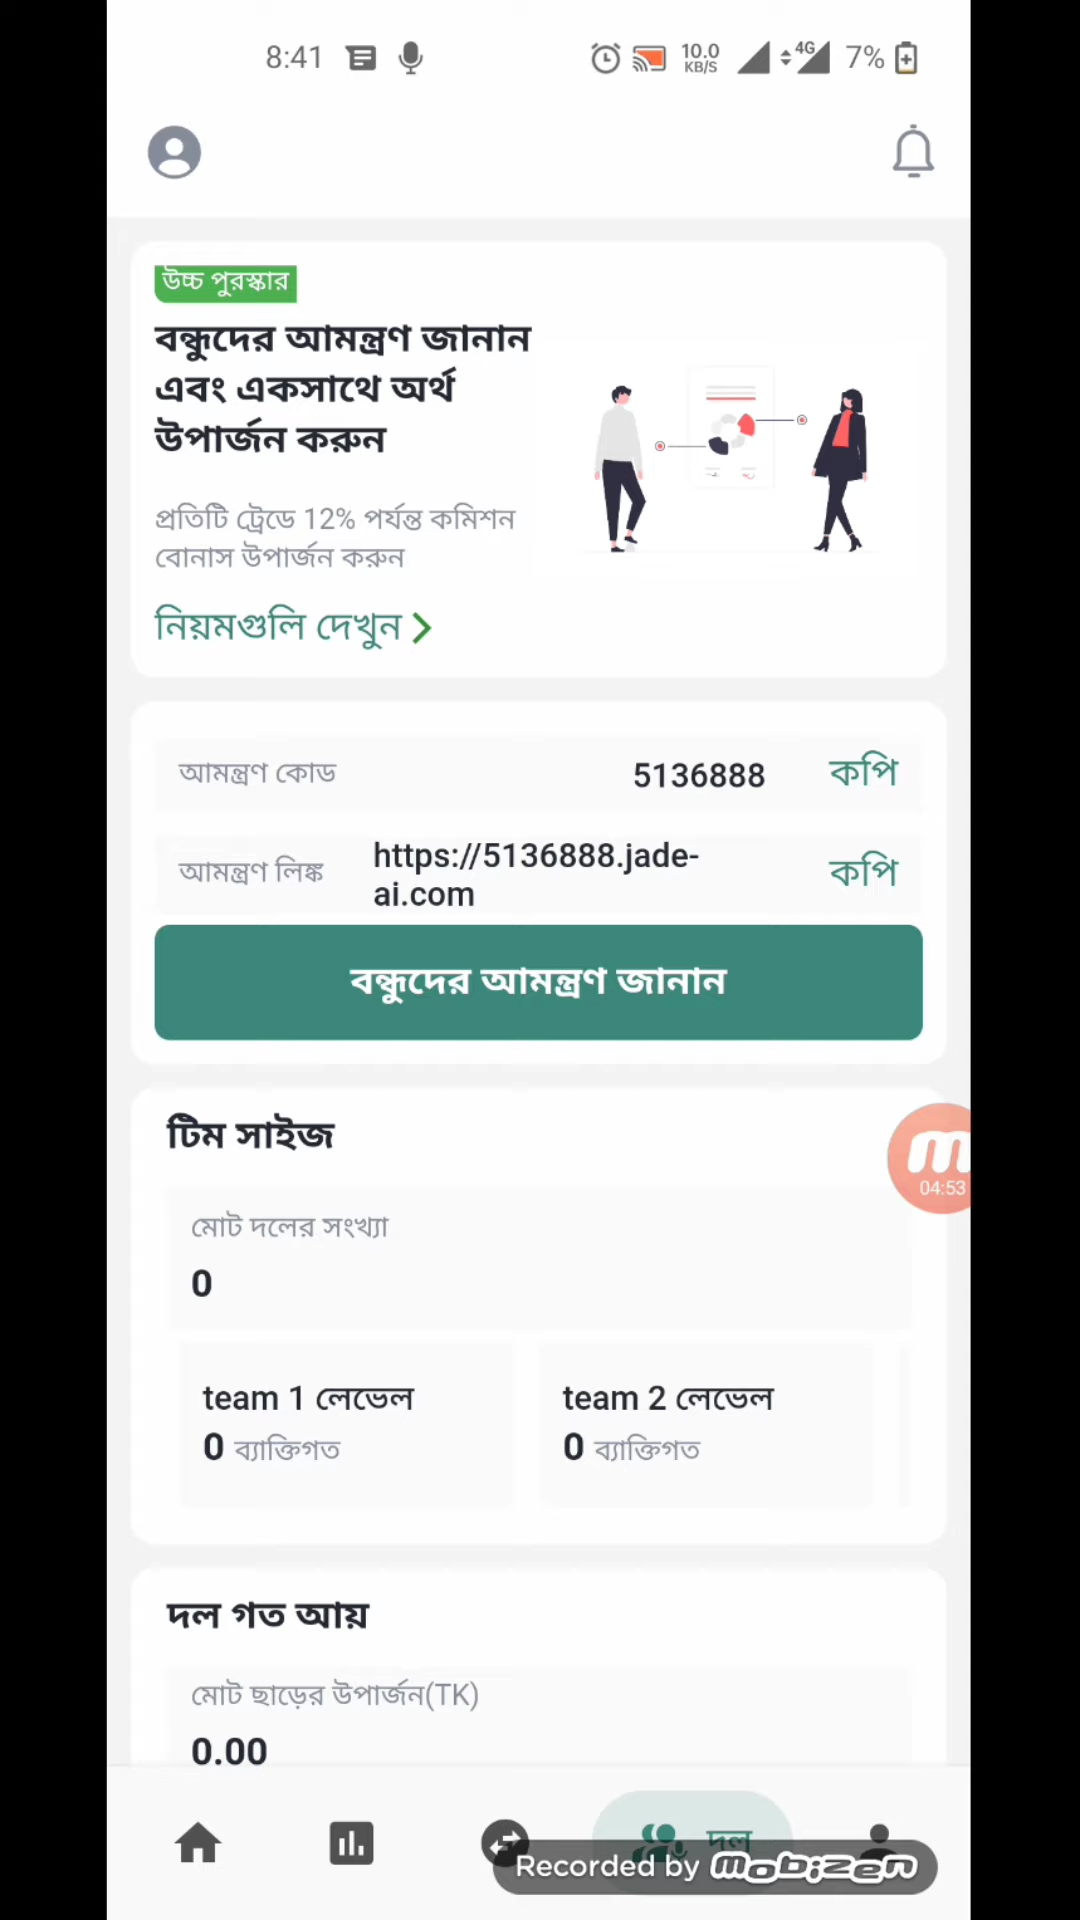 8:41 10.0 KB/S 4G 7%
উচ্চ পুরস্কার
বন্ধুদের আমন্ত্রণ জানান
এবং একসাথে অর্থ
উপার্জন করুন
প্রতিটি ট্রেডে 12% পর্যন্ত কমিশন
বোনাস উপার্জন করুন
নিয়মগুলি দেখুন
আমন্ত্রণ কোড 5136888 কপি
আমন্ত্রণ লিঙ্ক https://5136888.jade-
ai.com কপি
বন্ধুদের আমন্ত্রণ জানান
টিম সাইজ
04:53
মোট দলের সংখ্যা
0
team 1 লেভেল team 2 লেভেল
0 ব্যাক্তিগত 0 ব্যাক্তিগত
দল গত আয়
মোট ছাড়ের উপার্জন(TK)
0.00
দল
Recorded by mobizen